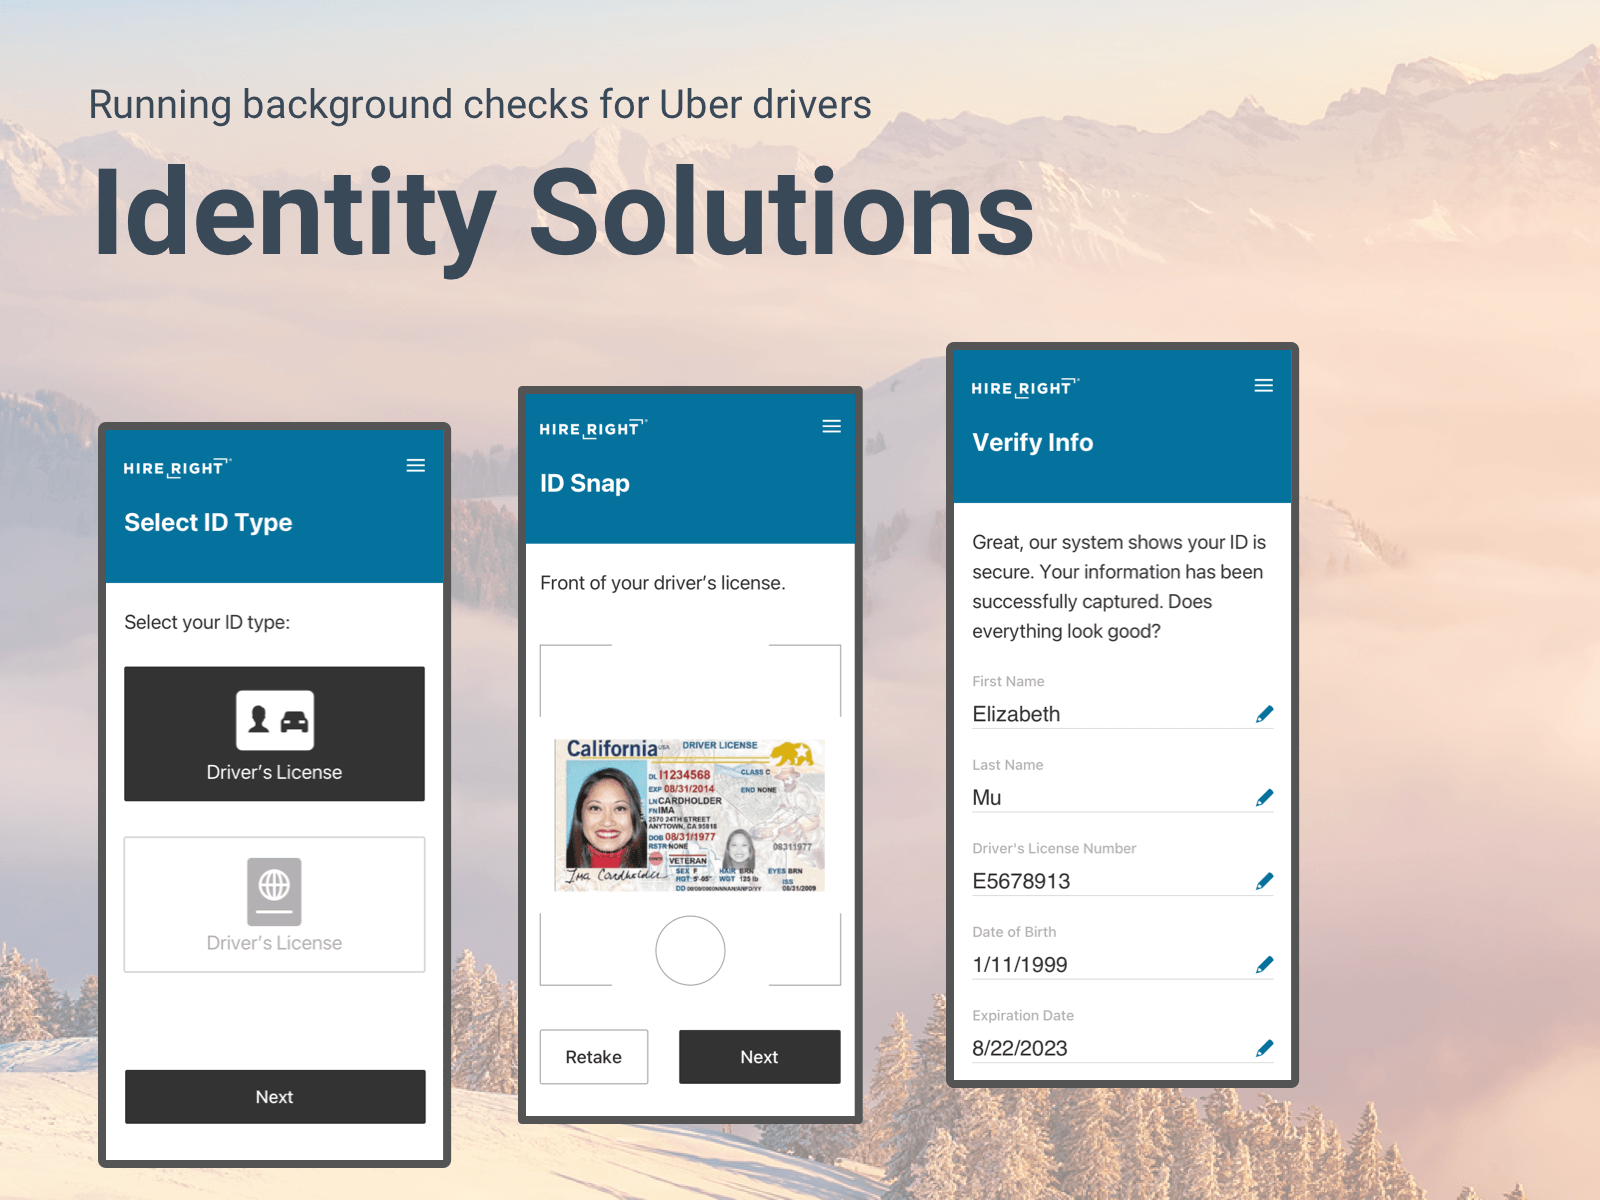 Running background checks for Uber drivers
Identity Solutions
HIRE RIGHT
Select ID Type
Select your ID type:
Driver's License
Driver's License
Next
HIRE RIGHT
ID Snap
Front of your driver's license.
California USA DRIVER LICENSE
DL I1234568 CLASS C
EXP 08/31/2014 END NONE
LN CARDHOLDER
FN IMA
2570 24TH STREET
ANYTOWN, CA 95818
DOB 08/31/1977
RSTR NONE 08311977
VETERAN
SEX F HAIR BRN EYES BRN
HGT 5'-05" WGT 125 lb ISS
DD 08/31/2009
Ima Cardholder
Retake
Next
HIRE RIGHT
Verify Info
Great, our system shows your ID is
secure. Your information has been
successfully captured. Does
everything look good?
First Name
Elizabeth
Last Name
Mu
Driver's License Number
E5678913
Date of Birth
1/11/1999
Expiration Date
8/22/2023